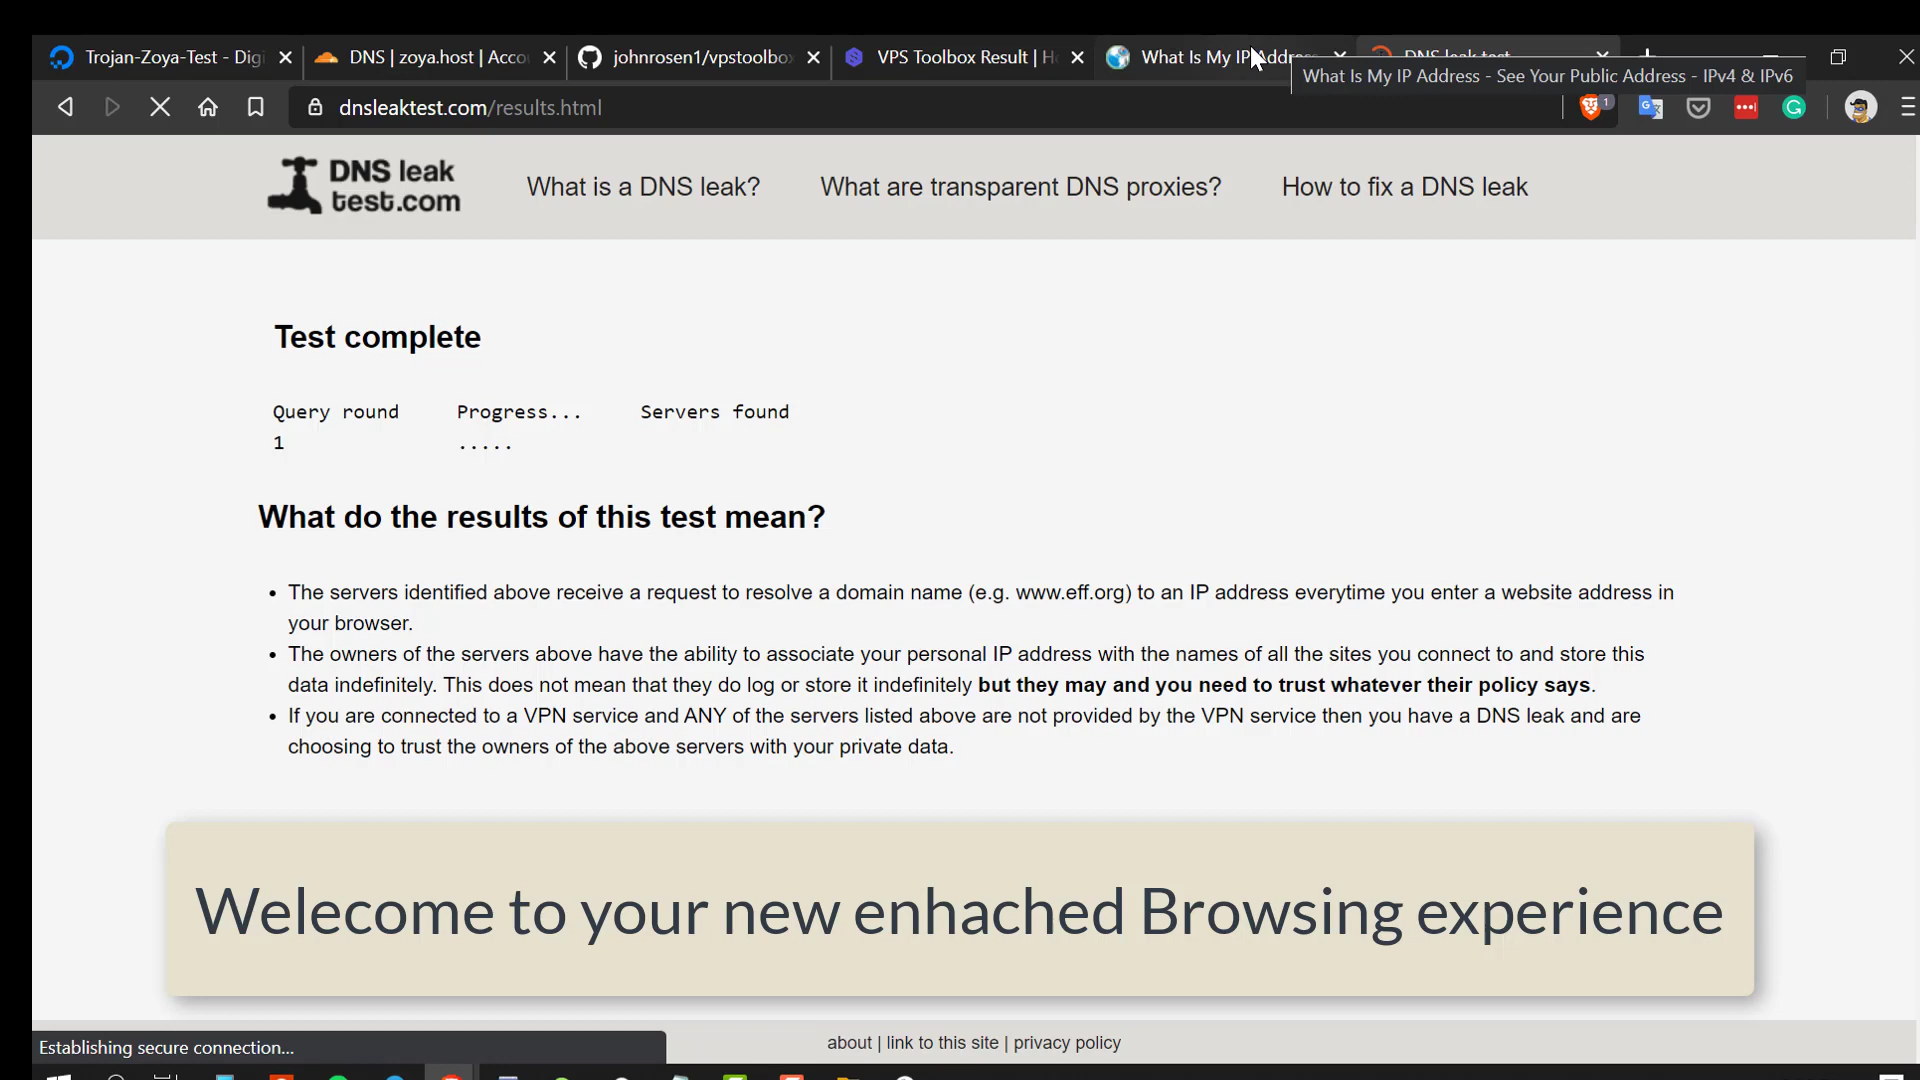 Trojan-Zoya-Test - Digi
DNS | zoya.host | Accou
johnrosen1/vpstoolbox
VPS Toolbox Result | Ho
What Is My IP Address
DNS leak test
What Is My IP Address - See Your Public Address - IPv4 & IPv6
dnsleaktest.com/results.html
1
DNS leak
test.com
What is a DNS leak?
What are transparent DNS proxies?
How to fix a DNS leak
Test complete
Query round Progress... Servers found
1 .....
What do the results of this test mean?
• The servers identified above receive a request to resolve a domain name (e.g. www.eff.org) to an IP address everytime you enter a website address in
your browser.
• The owners of the servers above have the ability to associate your personal IP address with the names of all the sites you connect to and store this
data indefinitely. This does not mean that they do log or store it indefinitely but they may and you need to trust whatever their policy says.
• If you are connected to a VPN service and ANY of the servers listed above are not provided by the VPN service then you have a DNS leak and are
choosing to trust the owners of the above servers with your private data.
Welecome to your new enhached Browsing experience
about | link to this site | privacy policy
Establishing secure connection...